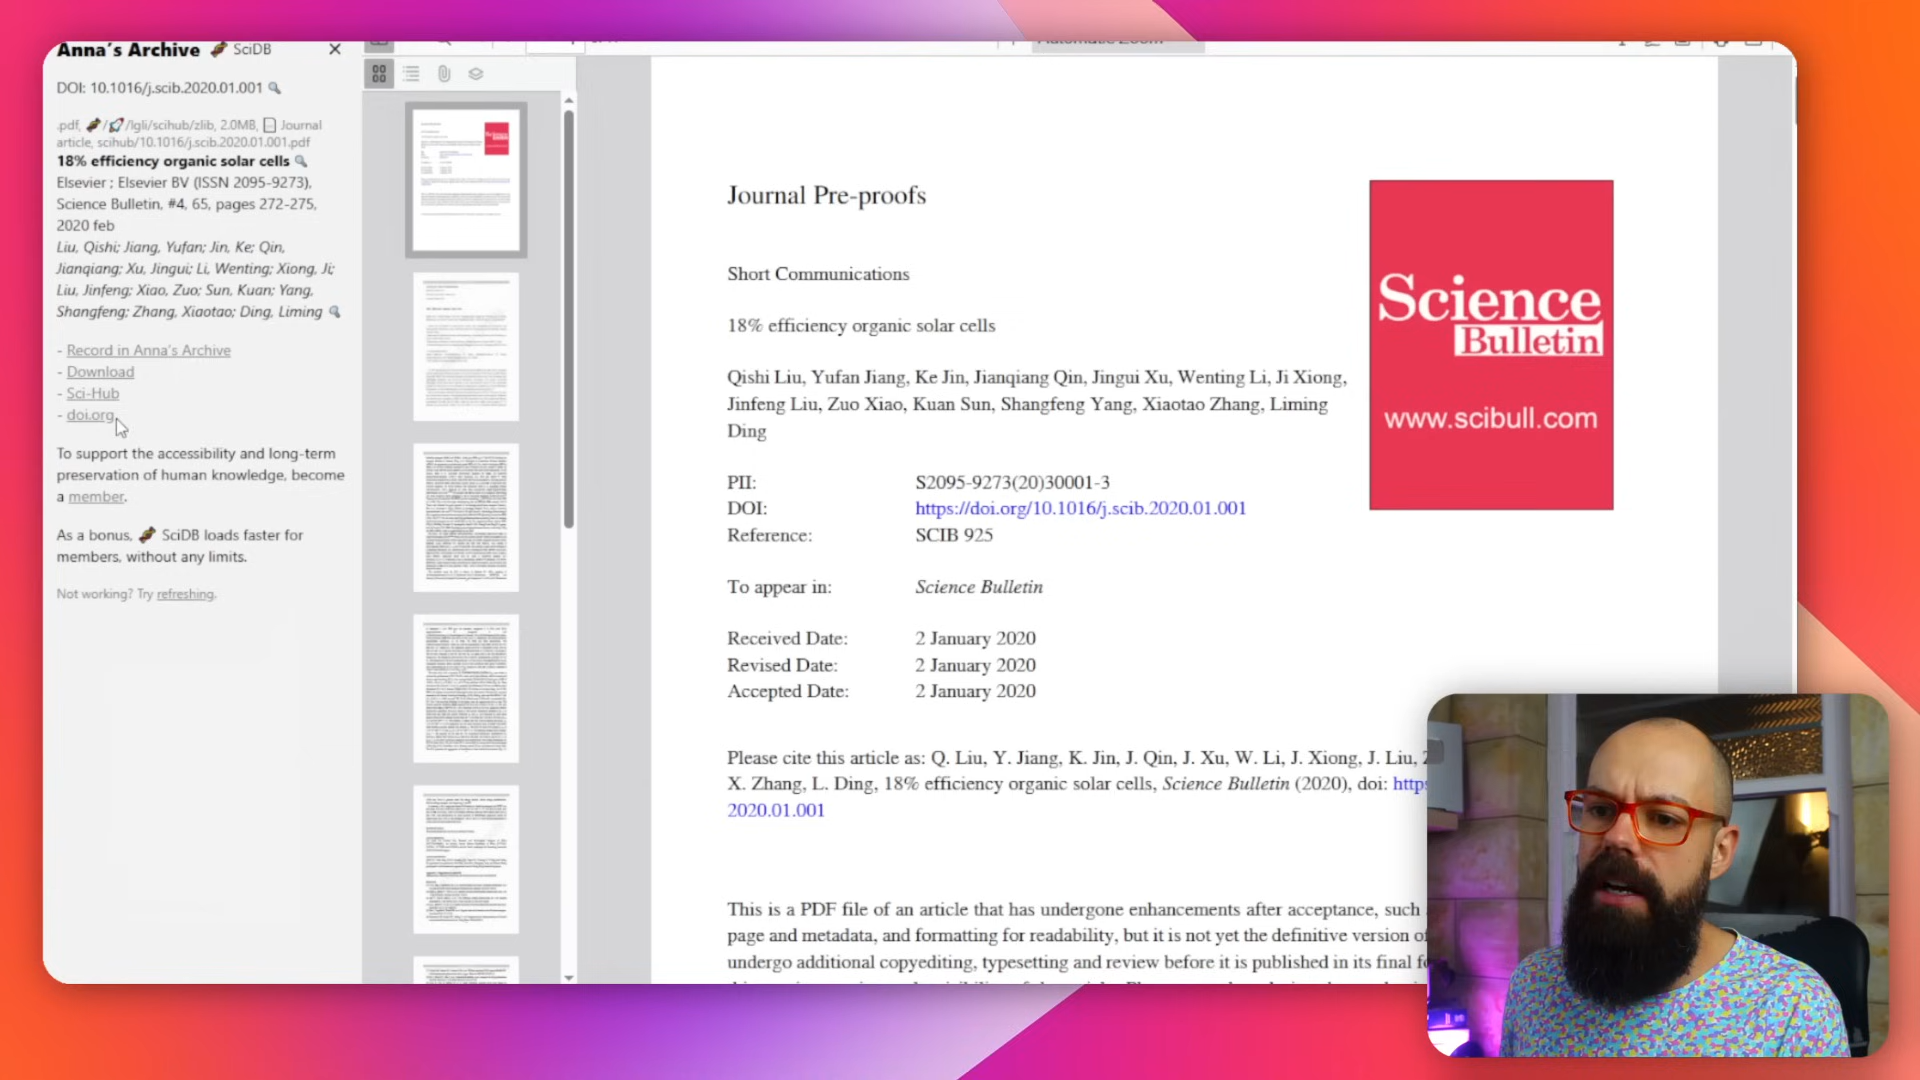 Anna's Archive 🧬 SciDB
DOI: 10.1016/j.scib.2020.01.001 🔍
.pdf, 🧬/🚀/lgli/scihub/zlib, 2.0MB, 📄 Journal
article, scihub/10.1016/j.scib.2020.01.001.pdf
18% efficiency organic solar cells 🔍
Elsevier ; Elsevier BV (ISSN 2095-9273),
Science Bulletin, #4, 65, pages 272-275,
2020 feb
Liu, Qishi; Jiang, Yufan; Jin, Ke; Qin,
Jianqiang; Xu, Jingui; Li, Wenting; Xiong, Ji;
Liu, Jinfeng; Xiao, Zuo; Sun, Kuan; Yang,
Shangfeng; Zhang, Xiaotao; Ding, Liming 🔍
- Record in Anna's Archive
- Download
- Sci-Hub
- doi.org
To support the accessibility and long-term
preservation of human knowledge, become
a member.
As a bonus, 🧬 SciDB loads faster for
members, without any limits.
Not working? Try refreshing.
Journal Pre-proofs
Short Communications
18% efficiency organic solar cells
Qishi Liu, Yufan Jiang, Ke Jin, Jianqiang Qin, Jingui Xu, Wenting Li, Ji Xiong,
Jinfeng Liu, Zuo Xiao, Kuan Sun, Shangfeng Yang, Xiaotao Zhang, Liming
Ding
PII: S2095-9273(20)30001-3
DOI: https://doi.org/10.1016/j.scib.2020.01.001
Reference: SCIB 925
To appear in: Science Bulletin
Received Date: 2 January 2020
Revised Date: 2 January 2020
Accepted Date: 2 January 2020
Science
Bulletin
www.scibull.com
Please cite this article as: Q. Liu, Y. Jiang, K. Jin, J. Qin, J. Xu, W. Li, J. Xiong, J. Liu,
X. Zhang, L. Ding, 18% efficiency organic solar cells, Science Bulletin (2020), doi: http
2020.01.001
This is a PDF file of an article that has undergone enhancements after acceptance, such
page and metadata, and formatting for readability, but it is not yet the definitive version of
undergo additional copyediting, typesetting and review before it is published in its final